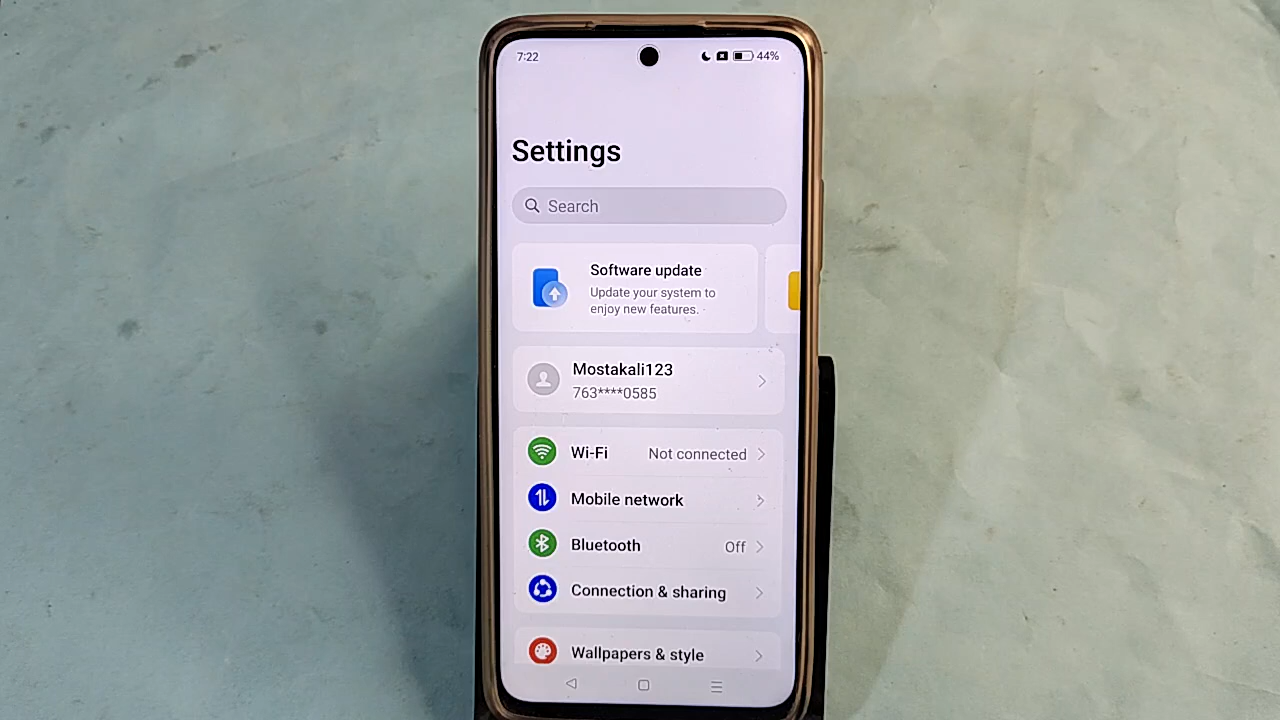 7:22
44%
Settings
Search
Software update
Update your system to
enjoy new features.
Mostakali123
763****0585
Wi-Fi Not connected
Mobile network
Bluetooth Off
Connection & sharing
Wallpapers & style